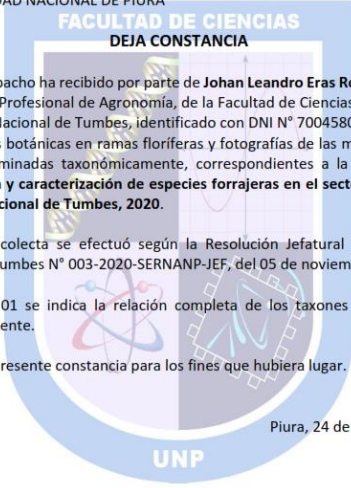 DAD NACIONAL DE PIURA
FACULTAD DE CIENCIAS
DEJA CONSTANCIA
pacho ha recibido por parte de Johan Leandro Eras Ro
Profesional de Agronomía, de la Facultad de Ciencias
Nacional de Tumbes, identificado con DNI N° 7004580
s botánicas en ramas floríferas y fotografías de las m
minadas taxonómicamente, correspondientes a la
n y caracterización de especies forrajeras en el secto
cional de Tumbes, 2020.
colecta se efectuó según la Resolución Jefatural
Tumbes N° 003-2020-SERNANP-JEF, del 05 de noviem
01 se indica la relación completa de los taxones
ente.
resente constancia para los fines que hubiera lugar.
Piura, 24 de
UNP